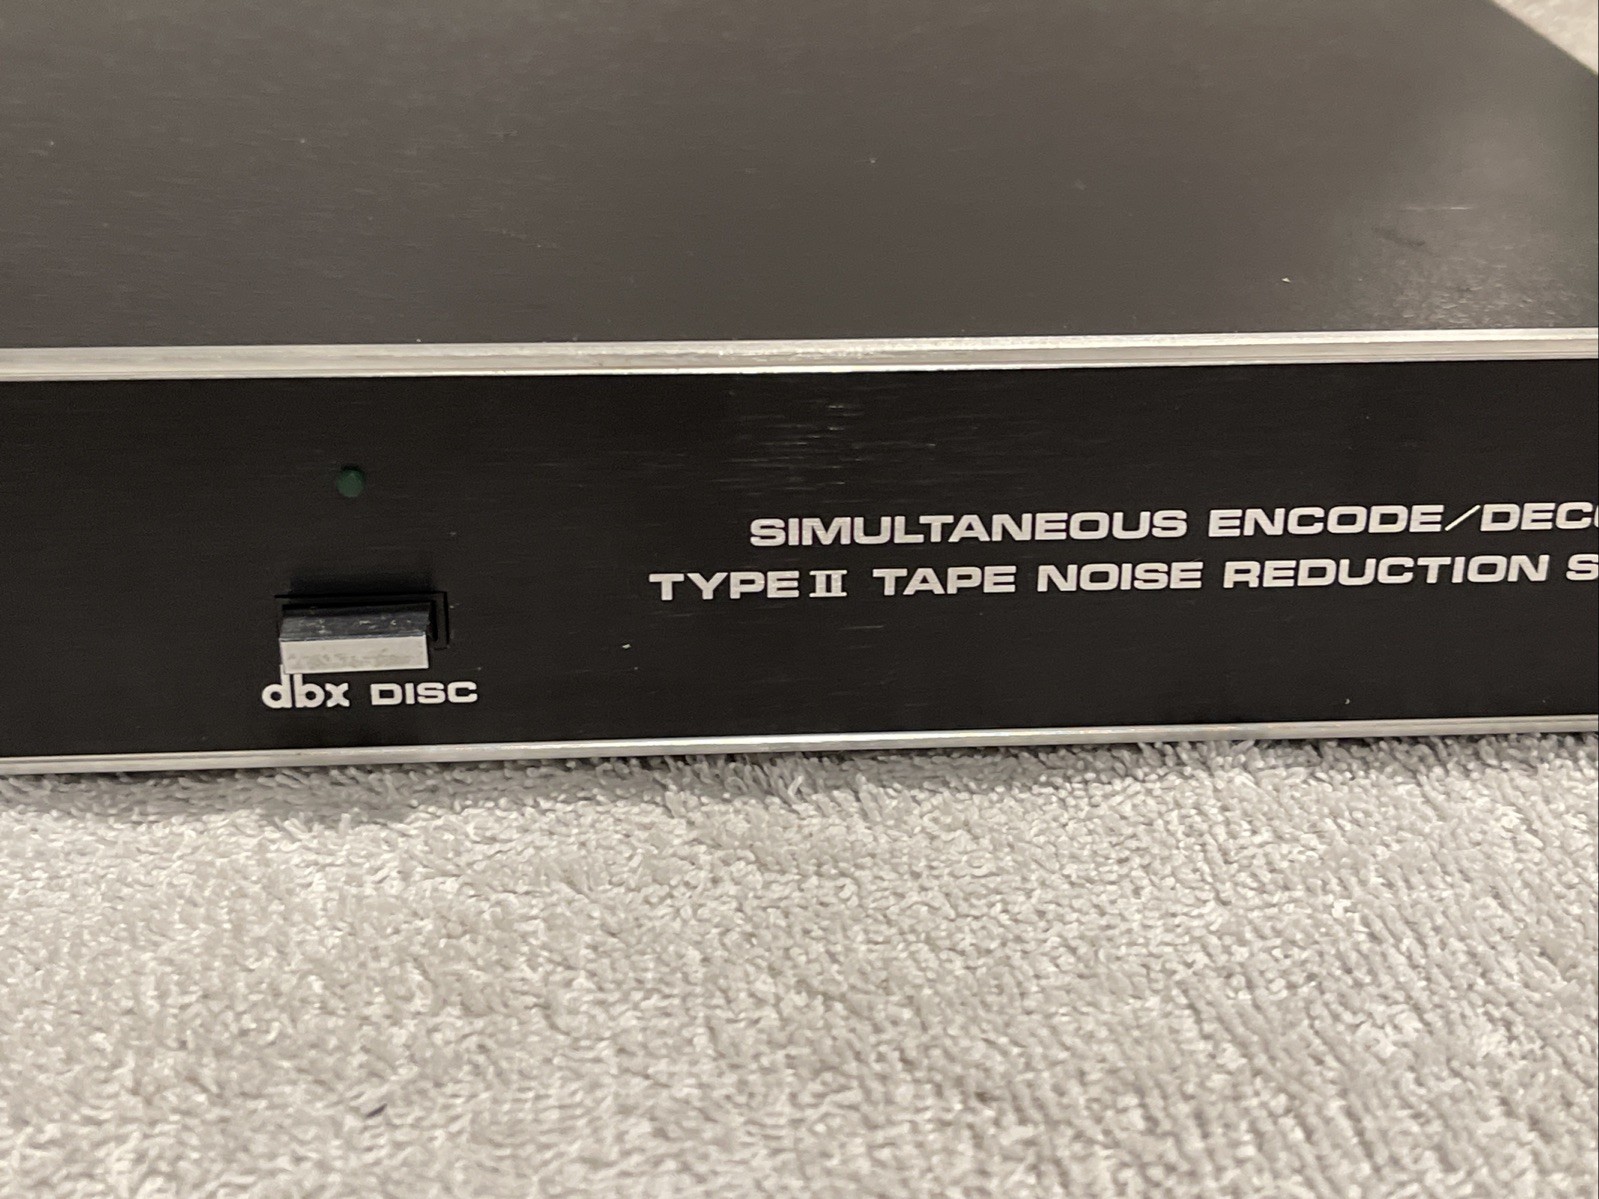 SIMULTANEOUS ENCODE/DECO
TYPE II TAPE NOISE REDUCTION S
dbx DISC